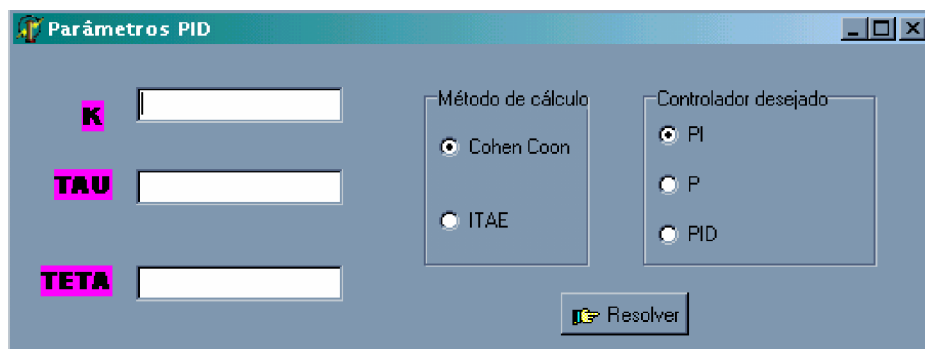 Parâmetros PID
K
TAU
TETA
Método de cálculo
Cohen Coon
ITAE
Controlador desejado
PI
P
PID
Resolver